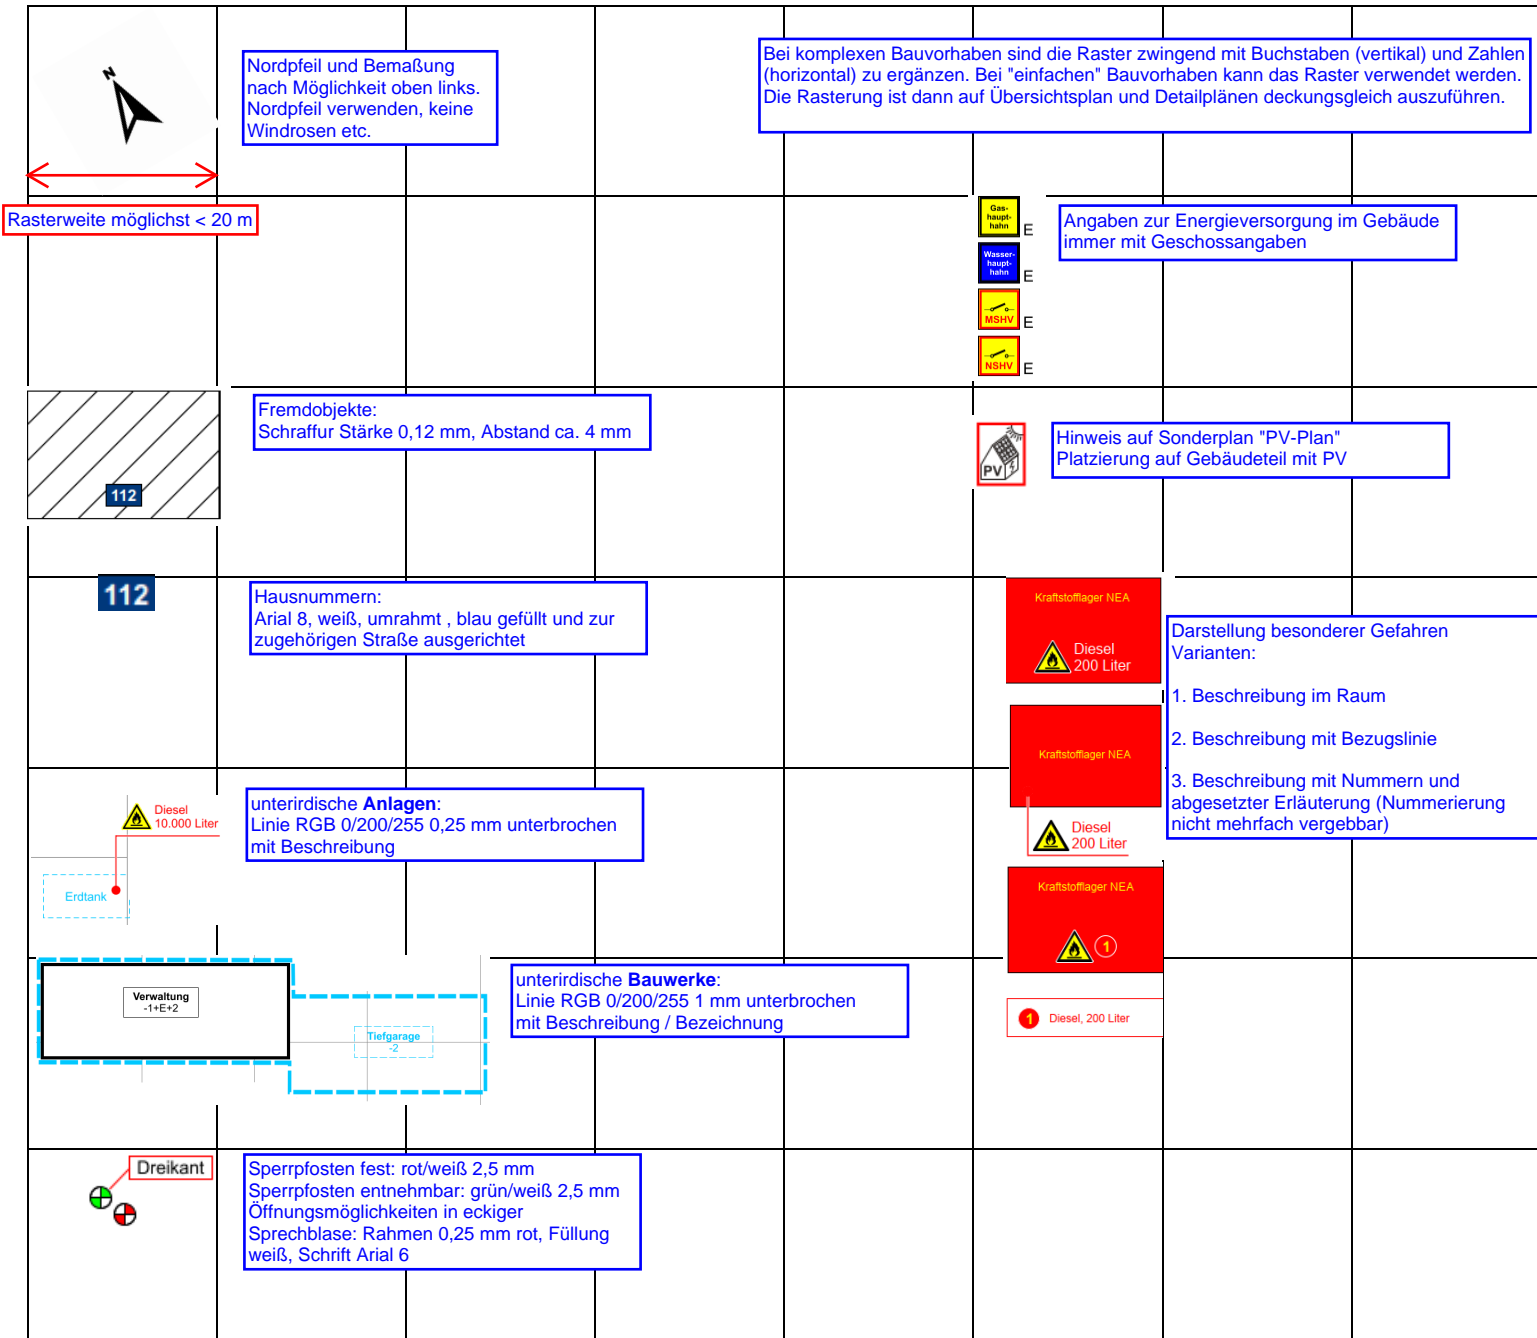 N
Nordpfeil und Bemaßung
nach Möglichkeit oben links.
Nordpfeil verwenden, keine
Windrosen etc.
Bei komplexen Bauvorhaben sind die Raster zwingend mit Buchstaben (vertikal) und Zahlen
(horizontal) zu ergänzen. Bei "einfachen" Bauvorhaben kann das Raster verwendet werden.
Die Rasterung ist dann auf Übersichtsplan und Detailplänen deckungsgleich auszuführen.
Rasterweite möglichst < 20 m
Gas-
haupt-
hahn
E
Wasser-
haupt-
hahn
E
MSHV
E
NSHV
E
Angaben zur Energieversorgung im Gebäude
immer mit Geschossangaben
112
Fremdobjekte:
Schraffur Stärke 0,12 mm, Abstand ca. 4 mm
PV
Hinweis auf Sonderplan "PV-Plan"
Platzierung auf Gebäudeteil mit PV
112
Hausnummern:
Arial 8, weiß, umrahmt , blau gefüllt und zur
zugehörigen Straße ausgerichtet
Kraftstofflager NEA
Diesel
200 Liter
Kraftstofflager NEA
Diesel
200 Liter
Kraftstofflager NEA
1
1 Diesel, 200 Liter
Darstellung besonderer Gefahren
Varianten:
1. Beschreibung im Raum
2. Beschreibung mit Bezugslinie
3. Beschreibung mit Nummern und
abgesetzter Erläuterung (Nummerierung
nicht mehrfach vergebbar)
Diesel
10.000 Liter
Erdtank
unterirdische Anlagen:
Linie RGB 0/200/255 0,25 mm unterbrochen
mit Beschreibung
Verwaltung
-1+E+2
Tiefgarage
-2
unterirdische Bauwerke:
Linie RGB 0/200/255 1 mm unterbrochen
mit Beschreibung / Bezeichnung
Dreikant
Sperrpfosten fest: rot/weiß 2,5 mm
Sperrpfosten entnehmbar: grün/weiß 2,5 mm
Öffnungsmöglichkeiten in eckiger
Sprechblase: Rahmen 0,25 mm rot, Füllung
weiß, Schrift Arial 6